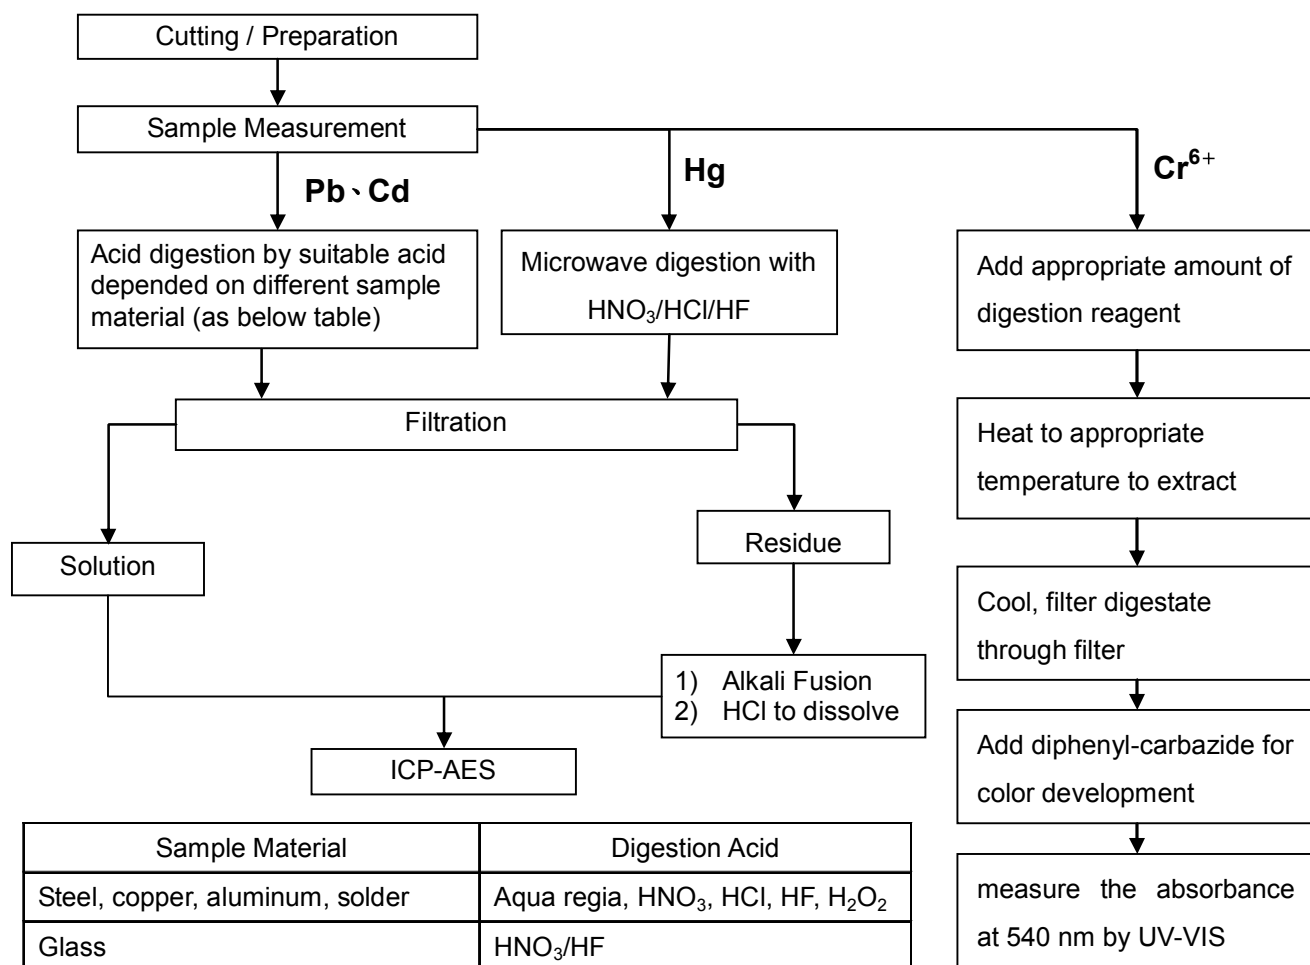 Cutting / Preparation
Sample Measurement
Pb、Cd
Hg
Cr⁶⁺
Acid digestion by suitable acid
depended on different sample
material (as below table)
Microwave digestion with
HNO₃/HCl/HF
Add appropriate amount of
digestion reagent
Filtration
Heat to appropriate
temperature to extract
Solution
Residue
Cool, filter digestate
through filter
1) Alkali Fusion
2) HCl to dissolve
ICP-AES
Add diphenyl-carbazide for
color development
measure the absorbance
at 540 nm by UV-VIS
Sample Material Digestion Acid
Steel, copper, aluminum, solder Aqua regia, HNO₃, HCl, HF, H₂O₂
Glass HNO₃/HF